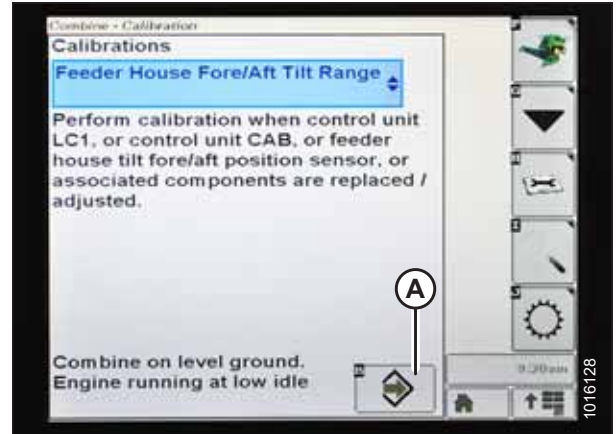 Combine - Calibration
Calibrations
Feeder House Fore/Aft Tilt Range
Perform calibration when control unit
LC1, or control unit CAB, or feeder
house tilt fore/aft position sensor, or
associated components are replaced /
adjusted.
A
Combine on level ground.
Engine running at low idle
9:20am
1016128